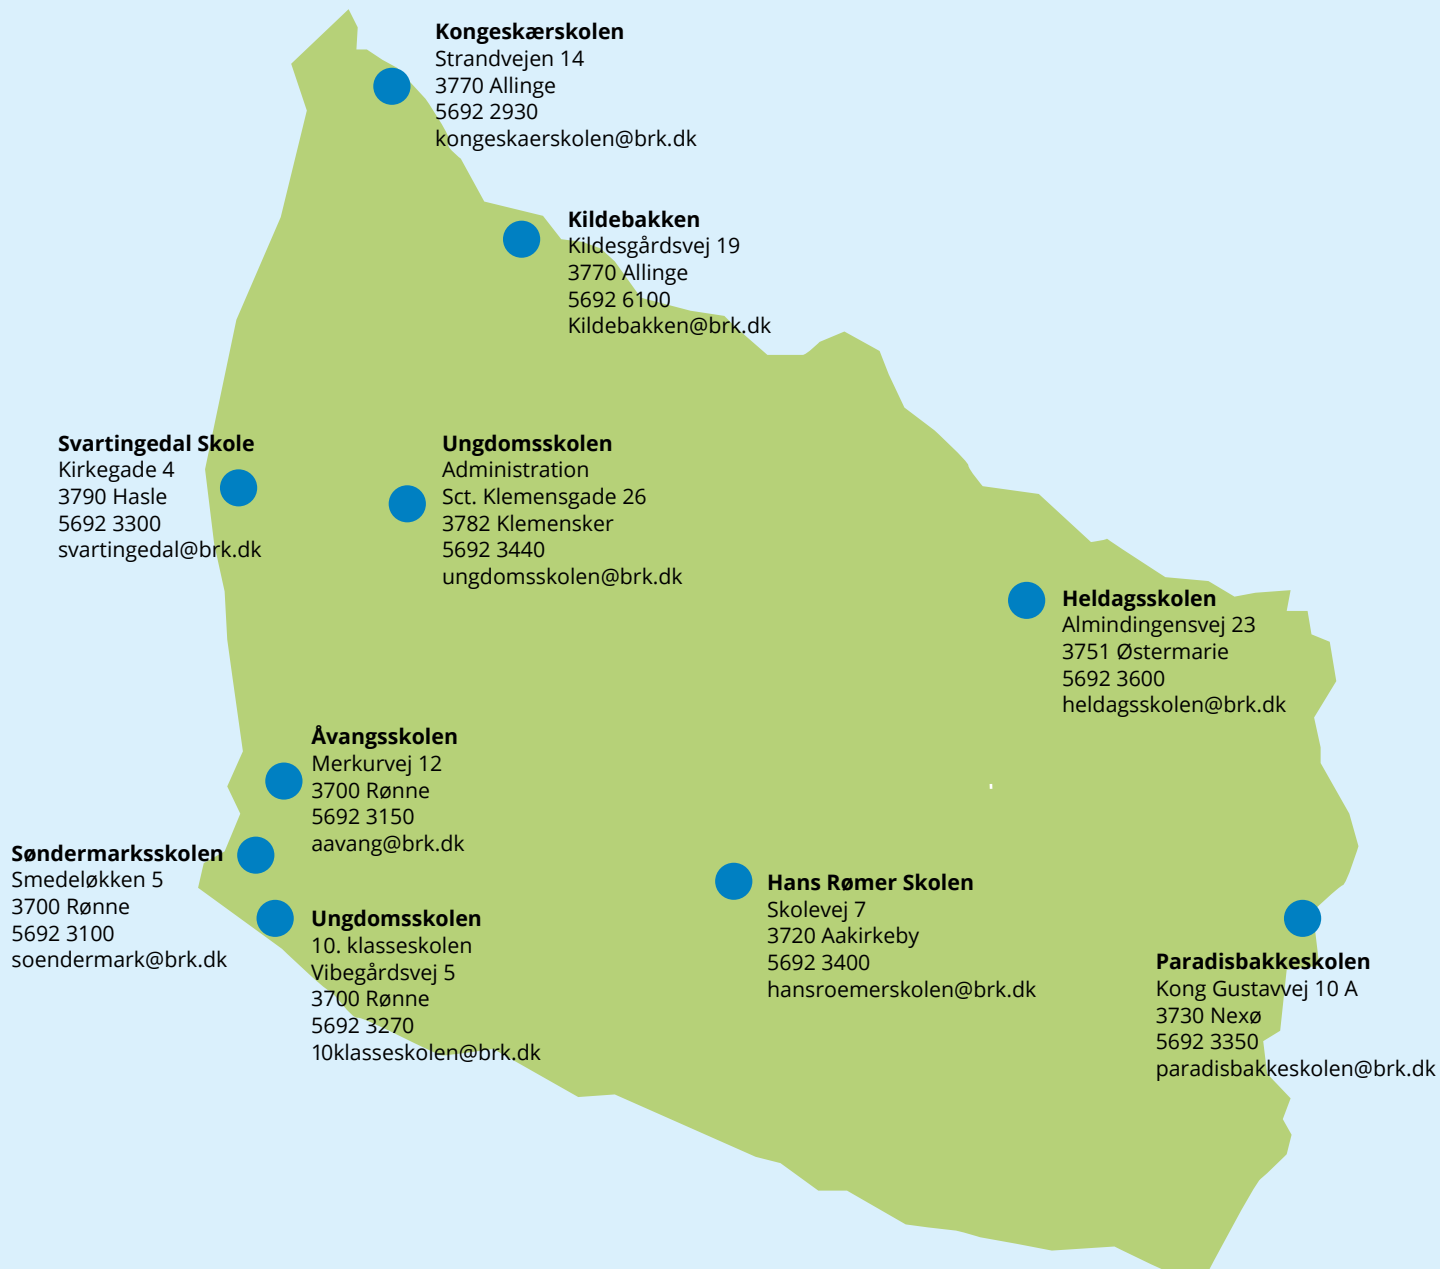 Kongeskærskolen
Strandvejen 14
3770 Allinge
5692 2930
kongeskaerskolen@brk.dk
Kildebakken
Kildesgårdsvej 19
3770 Allinge
5692 6100
Kildebakken@brk.dk
Svartingedal Skole
Kirkegade 4
3790 Hasle
5692 3300
svartingedal@brk.dk
Ungdomsskolen
Administration
Sct. Klemensgade 26
3782 Klemensker
5692 3440
ungdomsskolen@brk.dk
Heldagsskolen
Almindingensvej 23
3751 Østermarie
5692 3600
heldagsskolen@brk.dk
Åvangsskolen
Merkurvej 12
3700 Rønne
5692 3150
aavang@brk.dk
Søndermarksskolen
Smedeløkken 5
3700 Rønne
5692 3100
soendermark@brk.dk
Ungdomsskolen
10. klasseskolen
Vibegårdsvej 5
3700 Rønne
5692 3270
10klasseskolen@brk.dk
Hans Rømer Skolen
Skolevej 7
3720 Aakirkeby
5692 3400
hansroemerskolen@brk.dk
Paradisbakkeskolen
Kong Gustavvej 10 A
3730 Nexø
5692 3350
paradisbakkeskolen@brk.dk